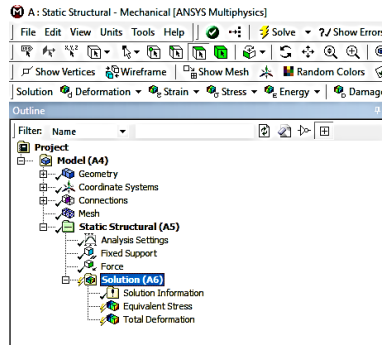 A : Static Structural - Mechanical [ANSYS Multiphysics]
File Edit View Units Tools Help Solve ?/ Show Errors
Show Vertices Wireframe Show Mesh Random Colors
Solution Deformation Strain Stress Energy Damag
Outline
Filter: Name
Project
Model (A4)
Geometry
Coordinate Systems
Connections
Mesh
Static Structural (A5)
Analysis Settings
Fixed Support
Force
Solution (A6)
Solution Information
Equivalent Stress
Total Deformation